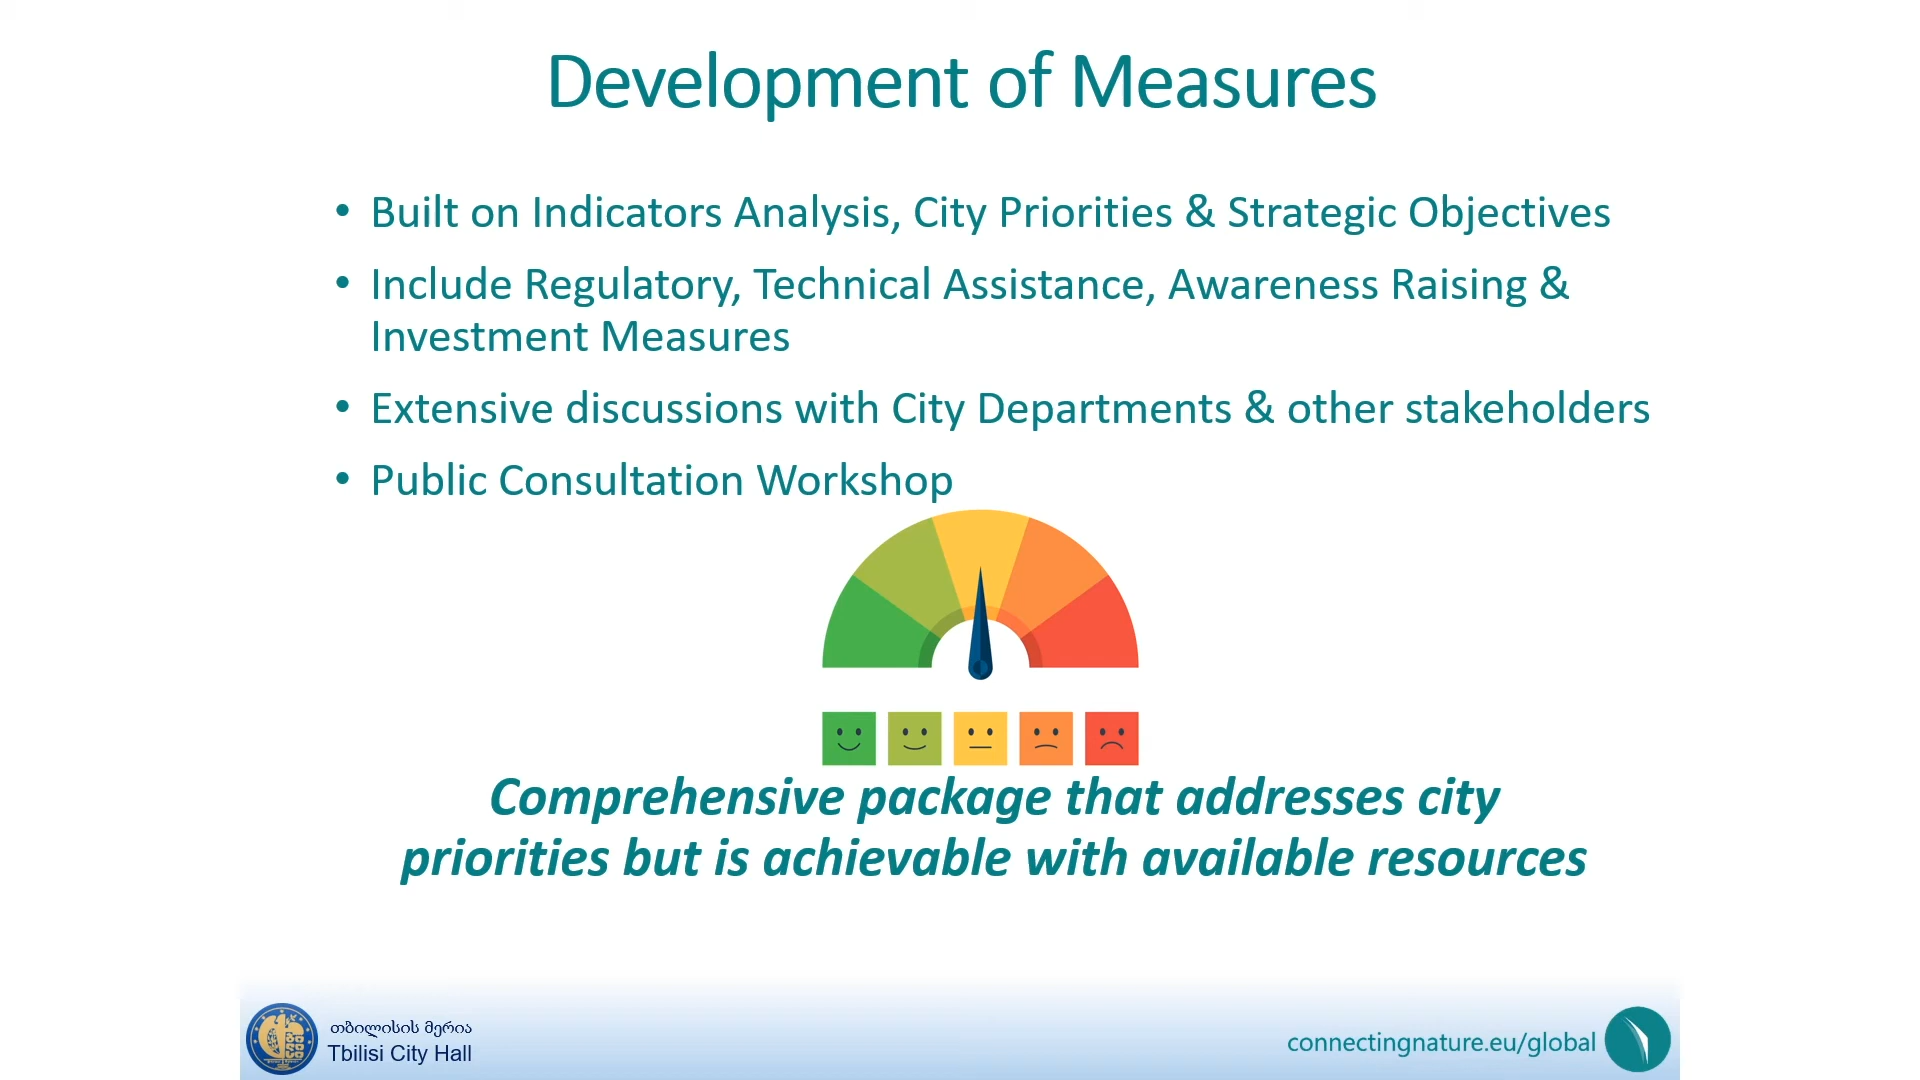 Development of Measures
• Built on Indicators Analysis, City Priorities & Strategic Objectives
• Include Regulatory, Technical Assistance, Awareness Raising &
Investment Measures
• Extensive discussions with City Departments & other stakeholders
• Public Consultation Workshop
Comprehensive package that addresses city
priorities but is achievable with available resources
თბილისის მერია
Tbilisi City Hall
connectingnature.eu/global